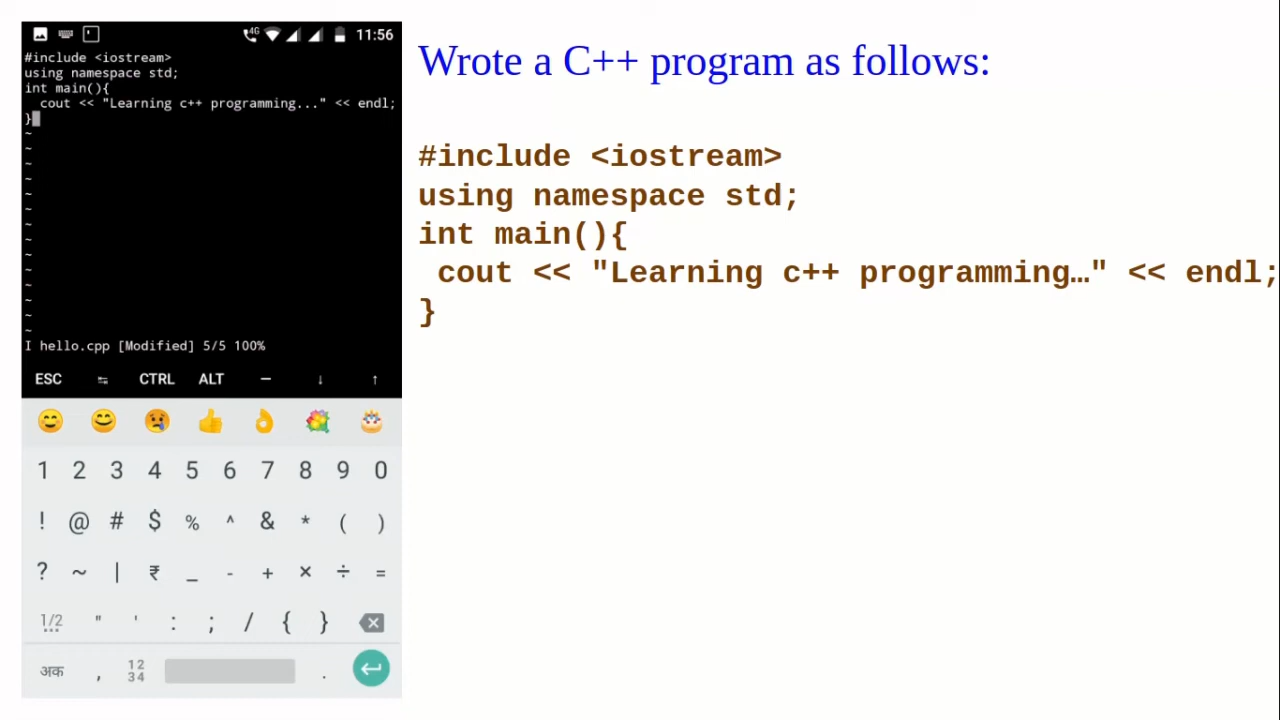 4G 11:56
#include <iostream>
using namespace std;
int main(){
  cout << "Learning c++ programming..." << endl;
}
~
~
~
~
~
~
~
~
~
~
~
~
~
~
I hello.cpp [Modified] 5/5 100%
ESC ↹ CTRL ALT — ↓ ↑
1 2 3 4 5 6 7 8 9 0
! @ # $ % ^ & * ( )
? ~ | ₹ _ - + × ÷ =
1/2 " ' : ; / { }
अक , 12 34 .
Wrote a C++ program as follows:
#include <iostream>
using namespace std;
int main(){
 cout << "Learning c++ programming…" << endl;
}